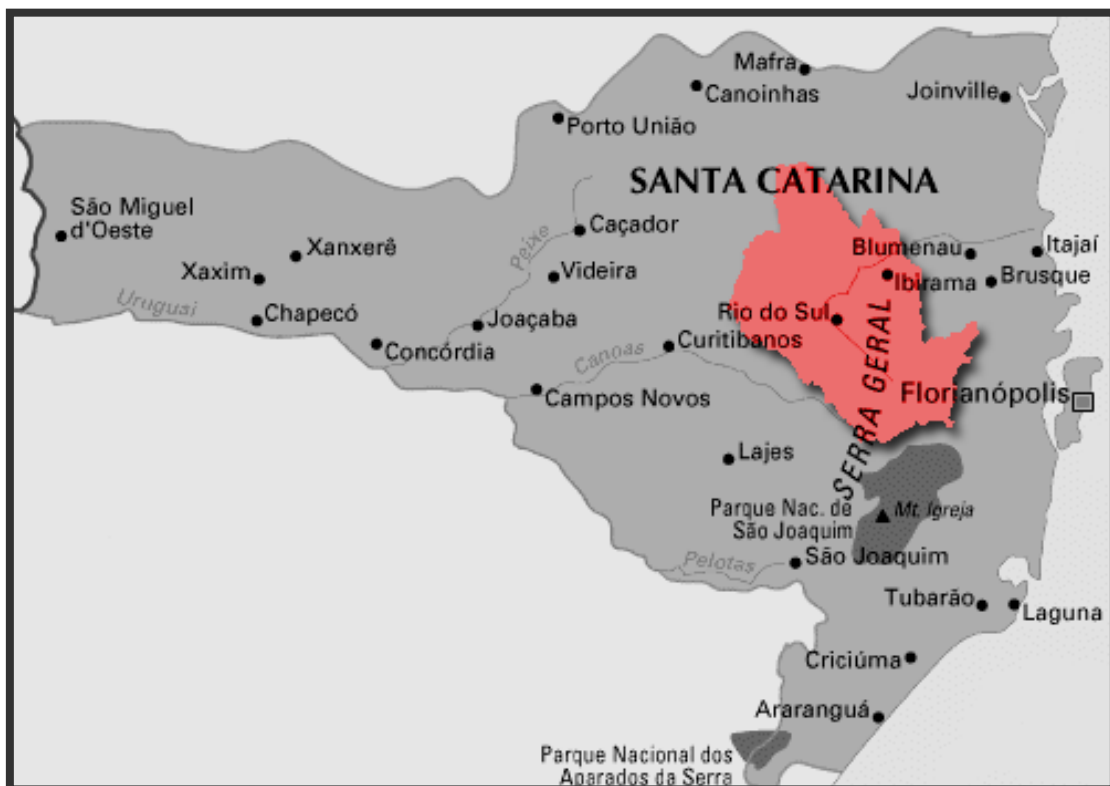 Mafra
Canoinhas
Joinville
Porto União
SANTA CATARINA
São Miguel
d'Oeste
Caçador
Xanxerê
Peixe
Blumenau
Itajaí
Xaxim
Videira
Ibirama
Brusque
Urugusi
Chapecó
Joaçaba
Rio do Sul
Concórdia
Canoas
Curitibanos
SERRA GERAL
Campos Novos
Florianópolis
Lajes
Parque Nac. de
São Joaquim
Mt. Igreja
Pelotas
São Joaquim
Tubarão
Laguna
Criciúma
Araranguá
Parque Nacional dos
Aparados da Serra